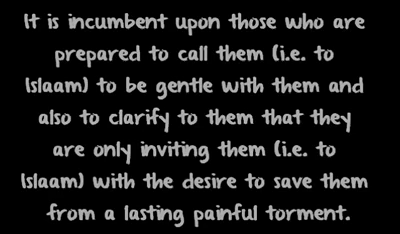 It is incumbent upon those who are
prepared to call them (i.e. to
Islaam) to be gentle with them and
also to clarify to them that they
are only inviting them (i.e. to
Islaam) with the desire to save them
from a lasting painful torment.